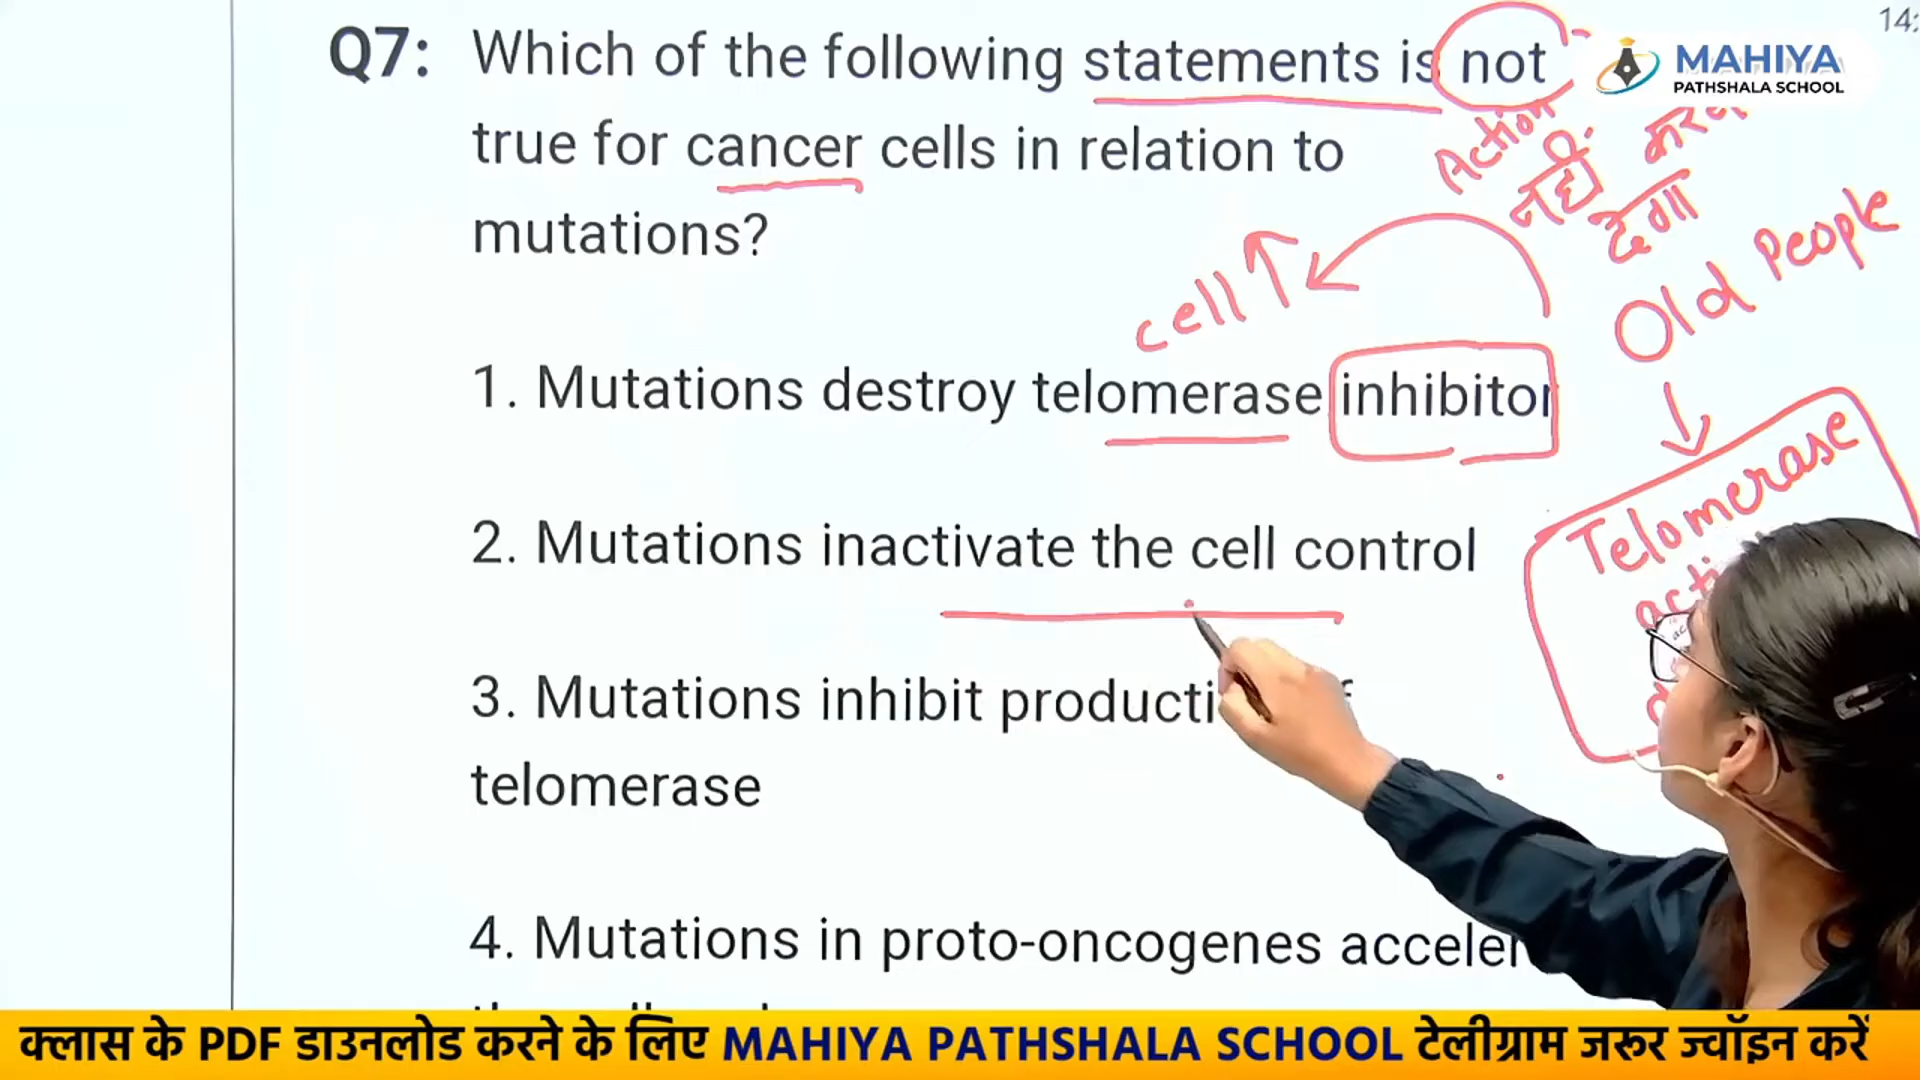 14:
Q7: Which of the following statements is not
true for cancer cells in relation to
mutations?
MAHIYA
PATHSHALA SCHOOL
Action
नहीं
देगा
Old People
cell↑
1. Mutations destroy telomerase inhibitor
Telomerase
2. Mutations inactivate the cell control
3. Mutations inhibit producti
telomerase
4. Mutations in proto-oncogenes acceler
क्लास के PDF डाउनलोड करने के लिए MAHIYA PATHSHALA SCHOOL टेलीग्राम जरूर ज्वॉइन करें